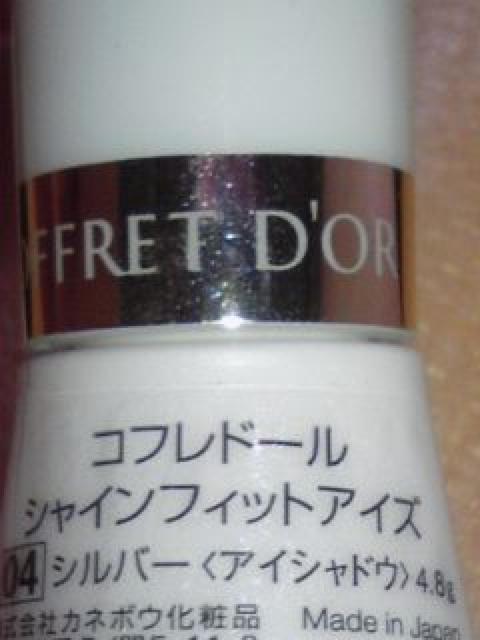 FFRET D'OR
コフレドール
シャインフィットアイズ
04 シルバー〈アイシャドウ〉4.8g
式会社カネボウ化粧品 Made in Japan